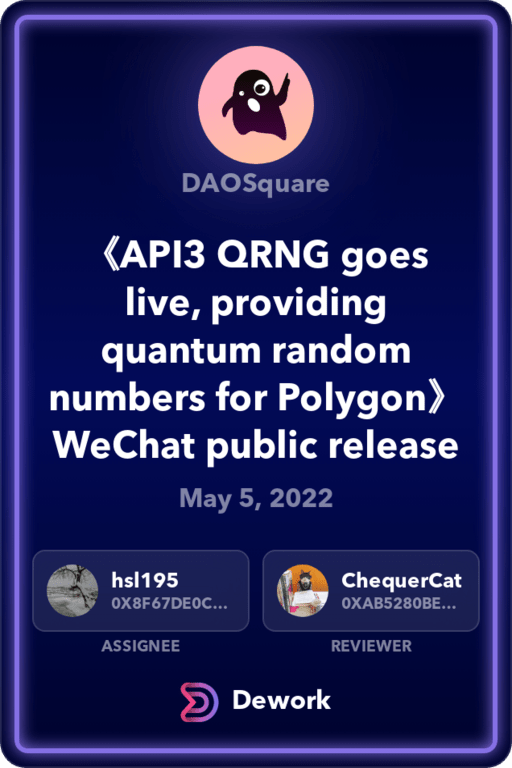 DAOSquare
《API3 QRNG goes
live, providing
quantum random
numbers for Polygon》
WeChat public release
May 5, 2022
hsl195
0X8F67DE0C...
ASSIGNEE
ChequerCat
0XAB5280BE...
REVIEWER
Dework